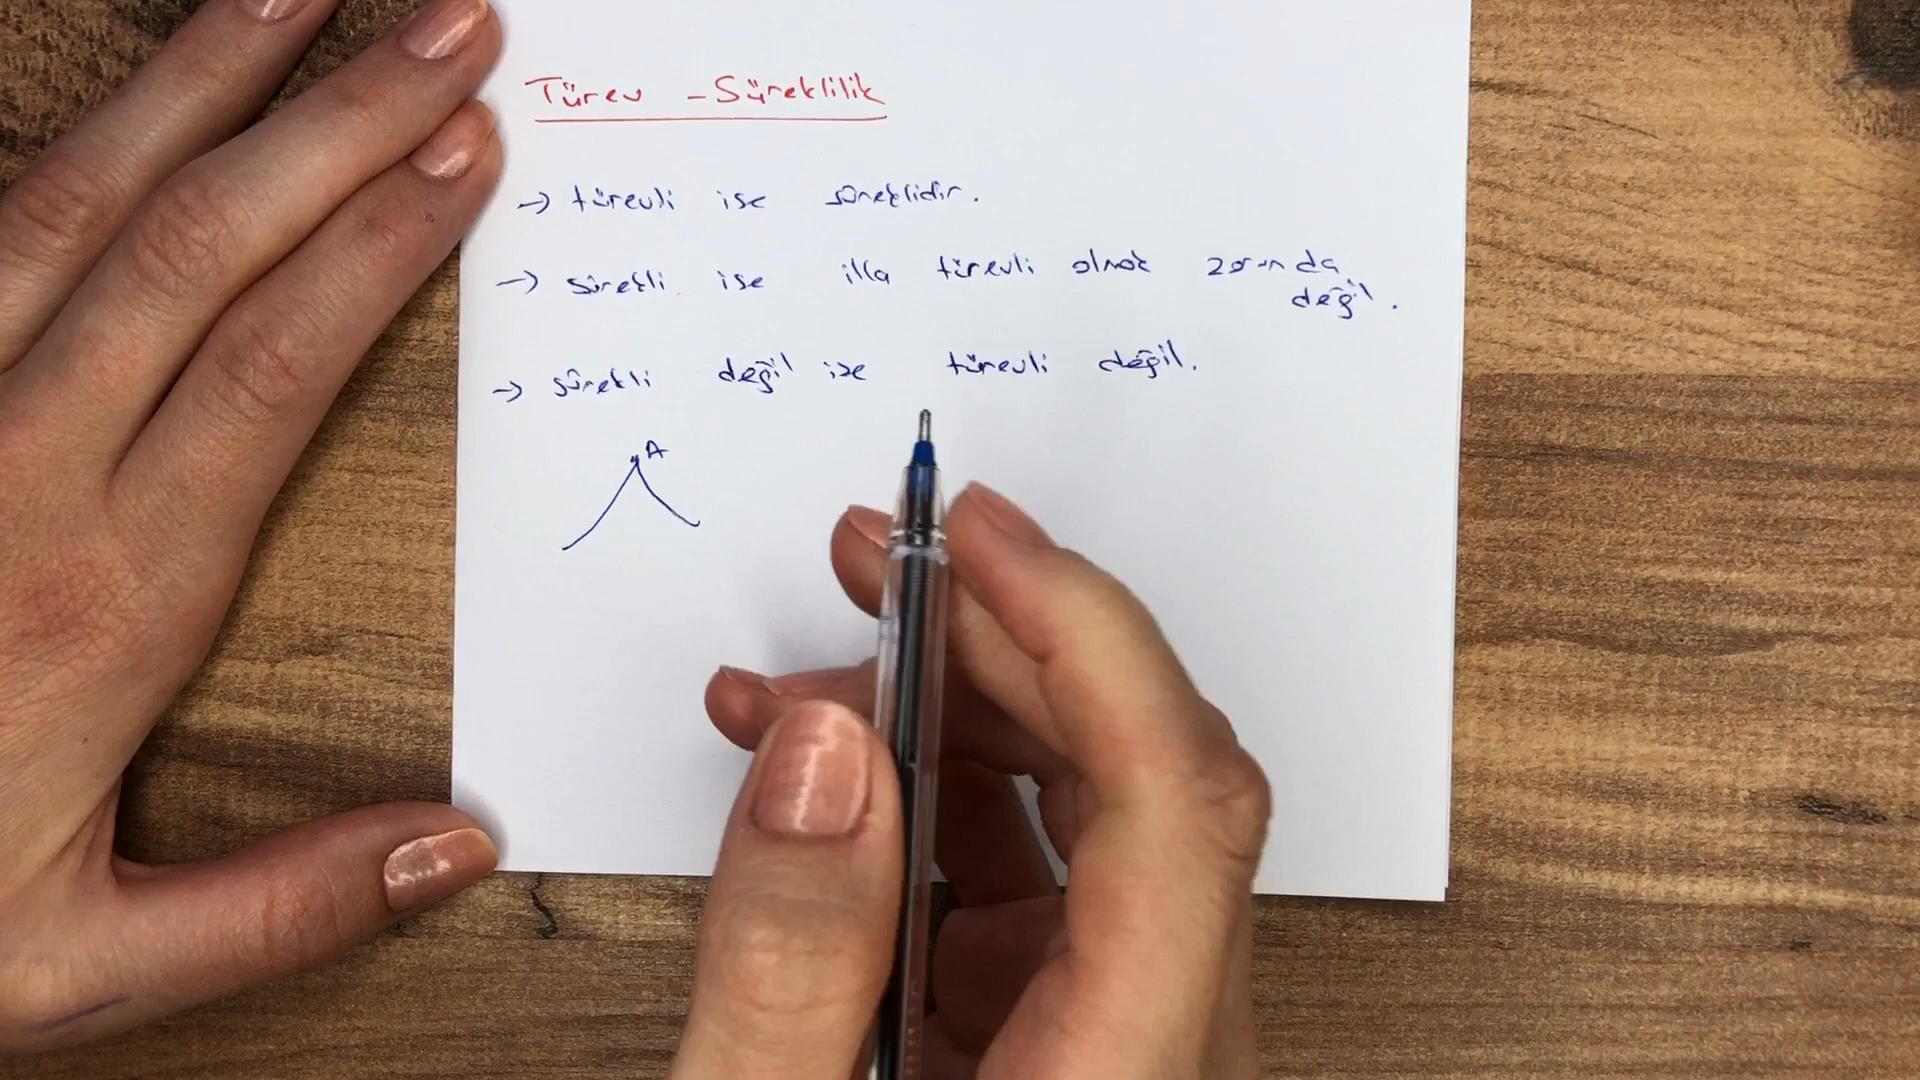 Türev - Süreklilik
→ türevli ise süreklidir.
→ sürekli ise illa türevli olmak zorunda
değil.
→ sürekli değil ise türevli değil.
A